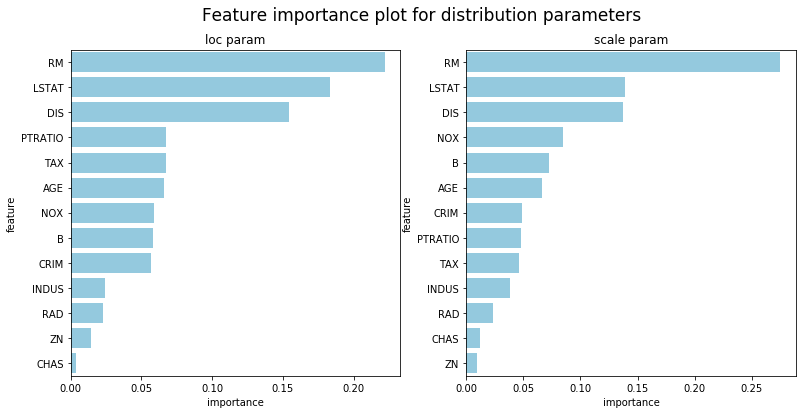 Feature importance plot for distribution parameters
loc param
feature
RM
LSTAT
DIS
PTRATIO
TAX
AGE
NOX
B
CRIM
INDUS
RAD
ZN
CHAS
0.00 0.05 0.10 0.15 0.20
importance
scale param
feature
RM
LSTAT
DIS
NOX
B
AGE
CRIM
PTRATIO
TAX
INDUS
RAD
CHAS
ZN
0.00 0.05 0.10 0.15 0.20 0.25
importance